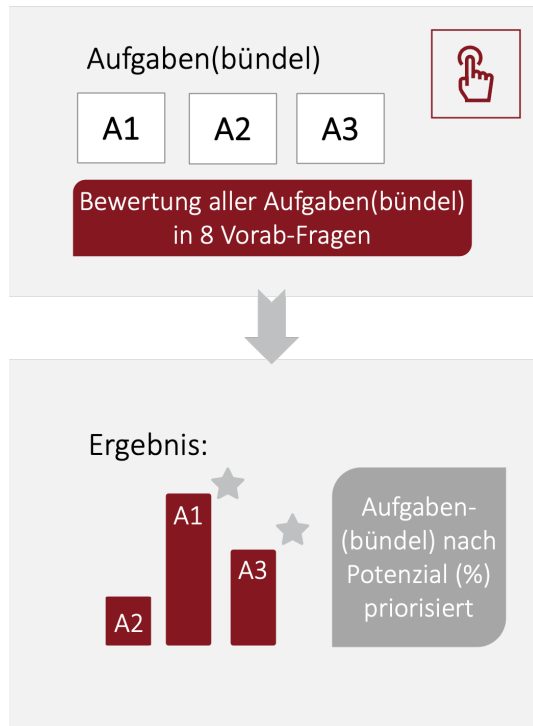 Aufgaben(bündel)
A1 A2 A3
Bewertung aller Aufgaben(bündel)
in 8 Vorab-Fragen
Ergebnis:
A2
A1
A3
Aufgaben-
(bündel) nach
Potenzial (%)
priorisiert